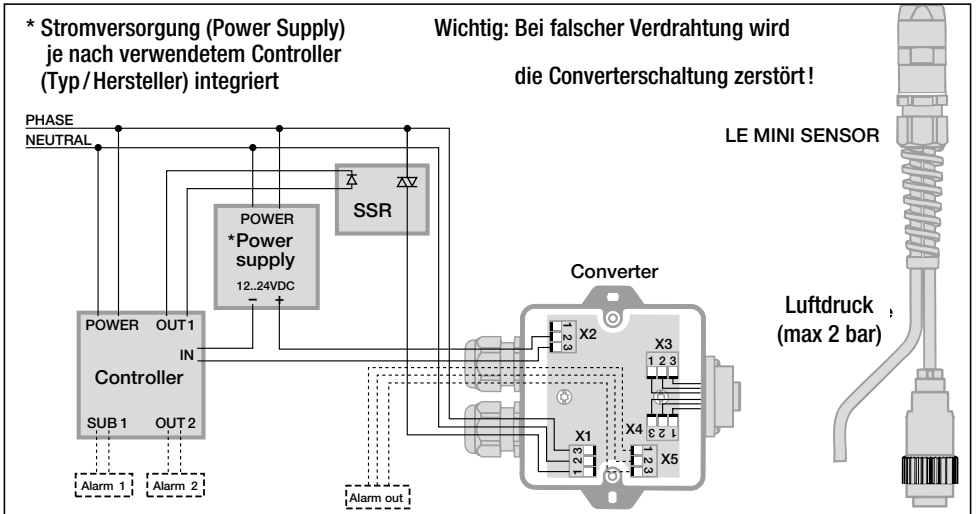 * Stromversorgung (Power Supply)
je nach verwendetem Controller
(Typ / Hersteller) integriert
Wichtig: Bei falscher Verdrahtung wird
die Converterschaltung zerstört!
PHASE
NEUTRAL
LE MINI SENSOR
SSR
POWER
*Power
supply
12..24VDC
– +
Converter
Luftdruck
(max 2 bar)
POWER OUT1
IN
Controller
SUB 1 OUT 2
Alarm 1
Alarm 2
Alarm out
1
2
3
X2
X3
1 2 3
X4
1 2 3
X1
3
2
1
1
2
3
X5